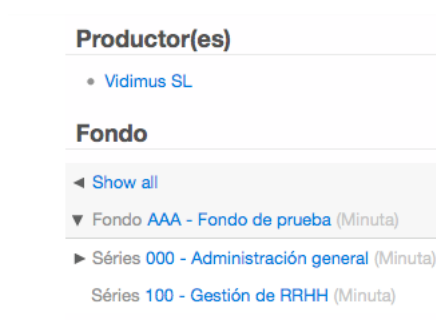 Productor(es)
Vidimus SL
Fondo
Show all
Fondo AAA - Fondo de prueba (Minuta)
Séries 000 - Administración general (Minuta)
Séries 100 - Gestión de RRHH (Minuta)